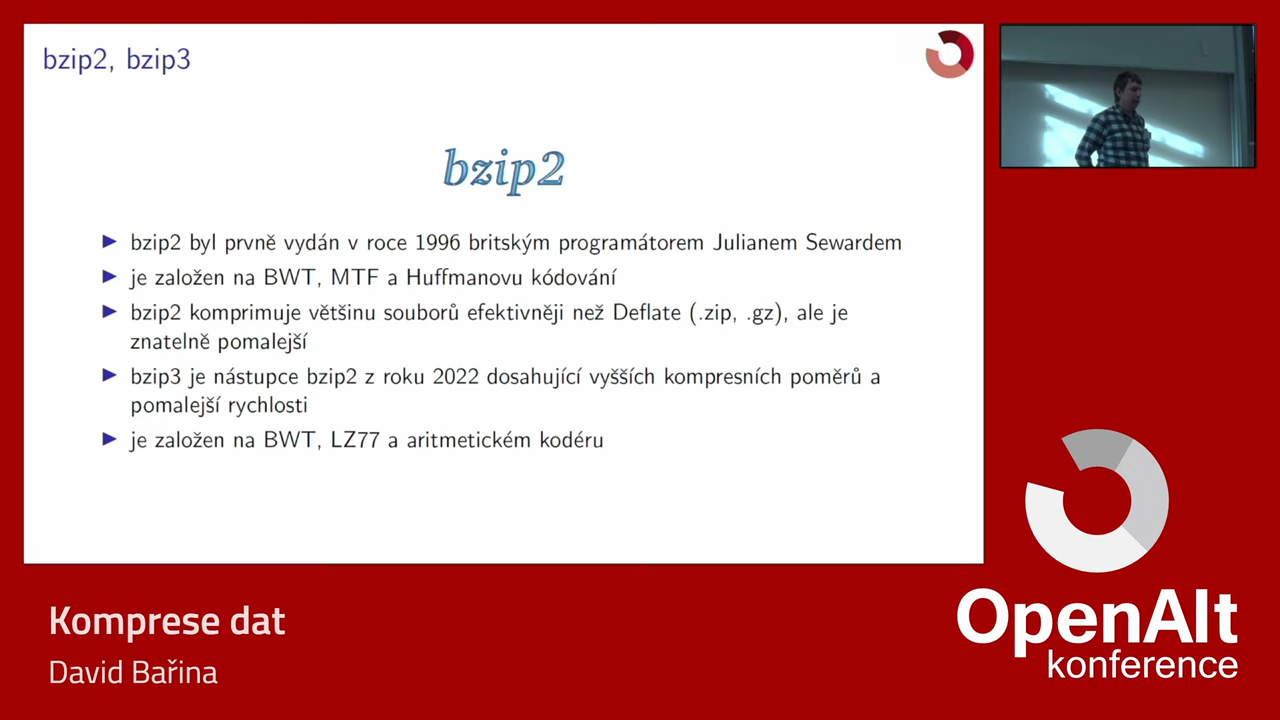 bzip2, bzip3
bzip2
bzip2 byl prvně vydán v roce 1996 britským programátorem Julianem Sewardem
je založen na BWT, MTF a Huffmanovu kódování
bzip2 komprimuje většinu souborů efektivněji než Deflate (.zip, .gz), ale je
znatelně pomalejší
bzip3 je nástupce bzip2 z roku 2022 dosahující vyšších kompresních poměrů a
pomalejší rychlosti
je založen na BWT, LZ77 a aritmetickém kodéru
Komprese dat
David Bařina
OpenAlt
konference